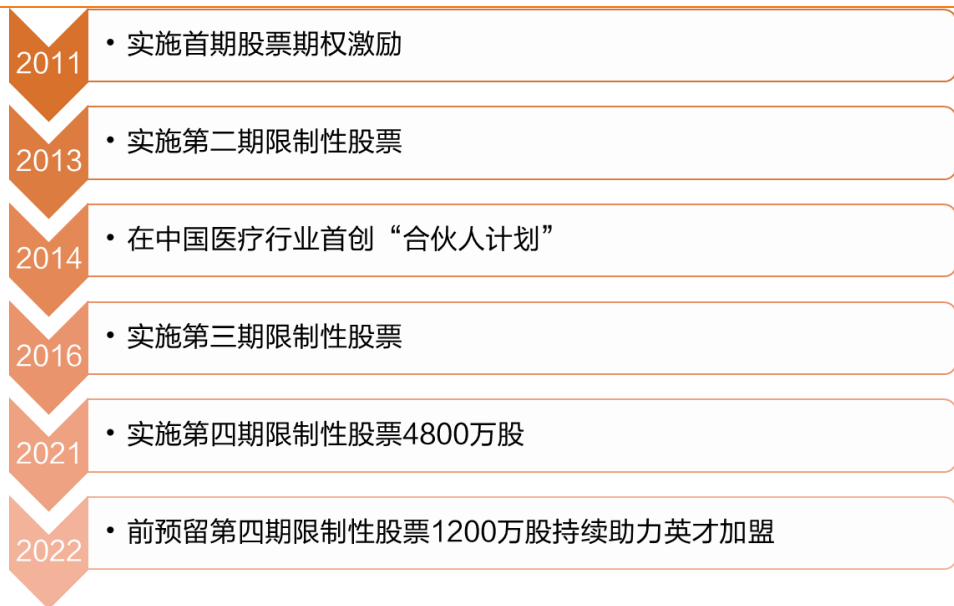 2011
• 实施首期股票期权激励
2013
• 实施第二期限制性股票
2014
• 在中国医疗行业首创“合伙人计划”
2016
• 实施第三期限制性股票
2021
• 实施第四期限制性股票4800万股
2022
• 前预留第四期限制性股票1200万股持续助力英才加盟